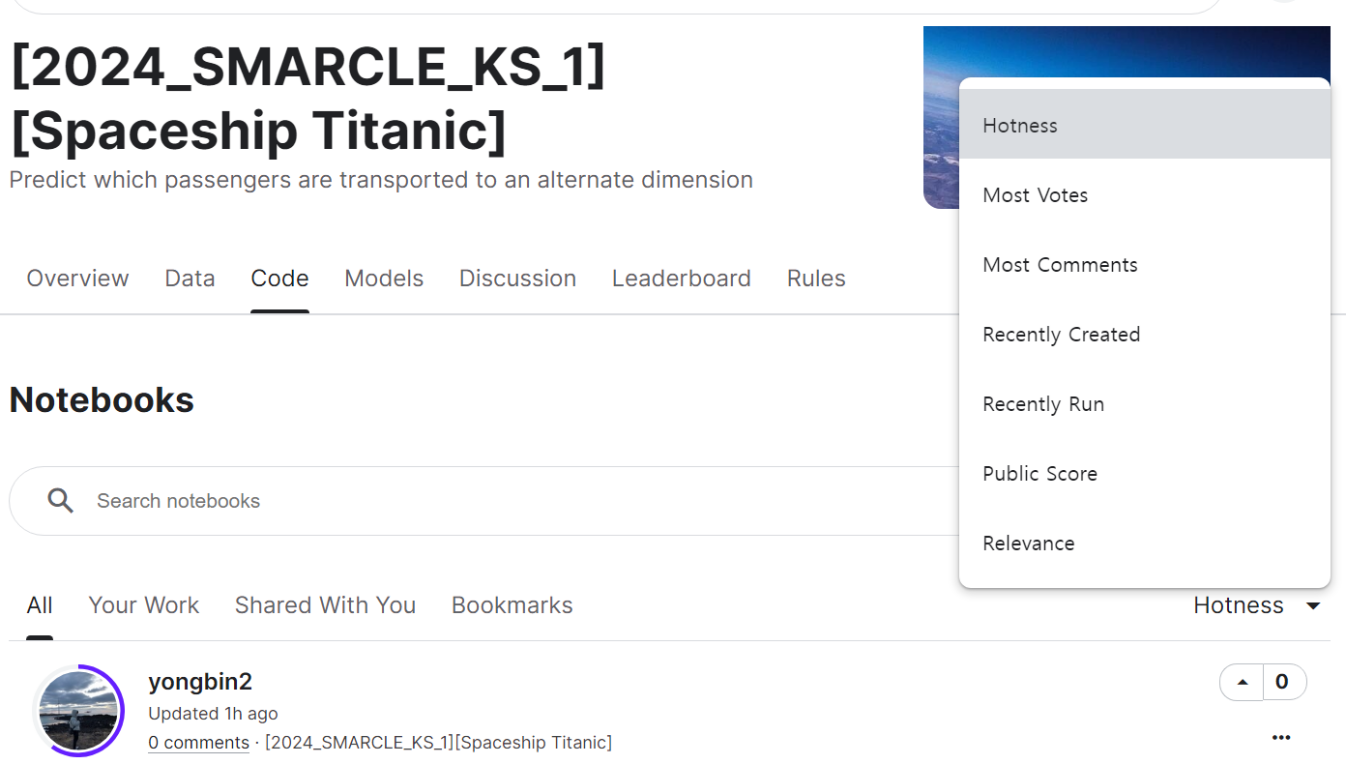 [2024_SMARCLE_KS_1]
[Spaceship Titanic]
Predict which passengers are transported to an alternate dimension
Hotness
Most Votes
Most Comments
Recently Created
Recently Run
Public Score
Relevance
Overview Data Code Models Discussion Leaderboard Rules
Notebooks
Search notebooks
All Your Work Shared With You Bookmarks Hotness
yongbin2
0
Updated 1h ago
0 comments · [2024_SMARCLE_KS_1][Spaceship Titanic]